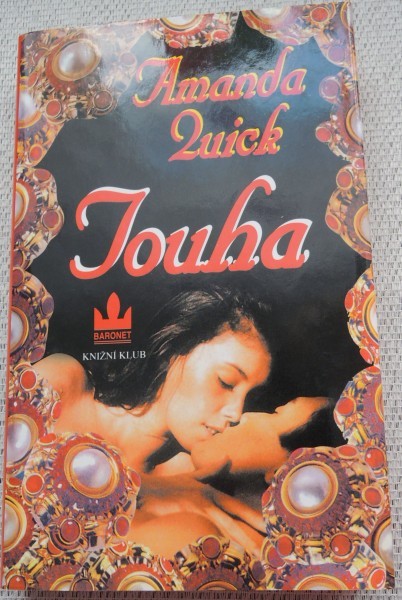 Amanda
Quick
Touha
BARONET
KNIŽNÍ KLUB